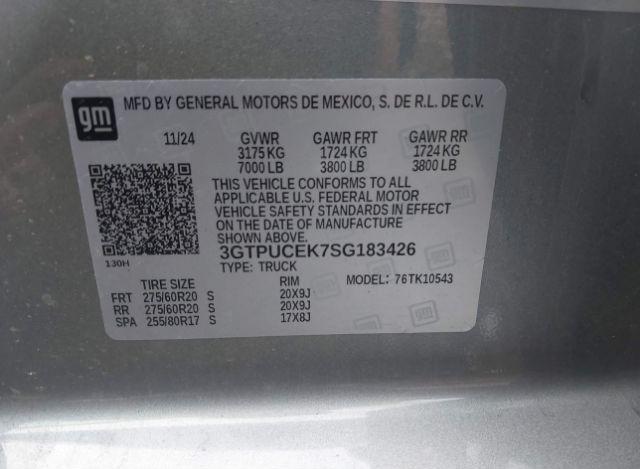 gm
MFD BY GENERAL MOTORS DE MEXICO, S. DE R.L. DE C.V.
11/24 GVWR GAWR FRT GAWR RR
3175 KG 1724 KG 1724 KG
7000 LB 3800 LB 3800 LB
THIS VEHICLE CONFORMS TO ALL
APPLICABLE U.S. FEDERAL MOTOR
VEHICLE SAFETY STANDARDS IN EFFECT
ON THE DATE OF MANUFACTURE
SHOWN ABOVE.
3GTPUCEK7SG183426
130H
TYPE: TRUCK
TIRE SIZE RIM MODEL: 76TK10543
FRT 275/60R20 S 20X9J
RR 275/60R20 S 20X9J
SPA 255/80R17 S 17X8J